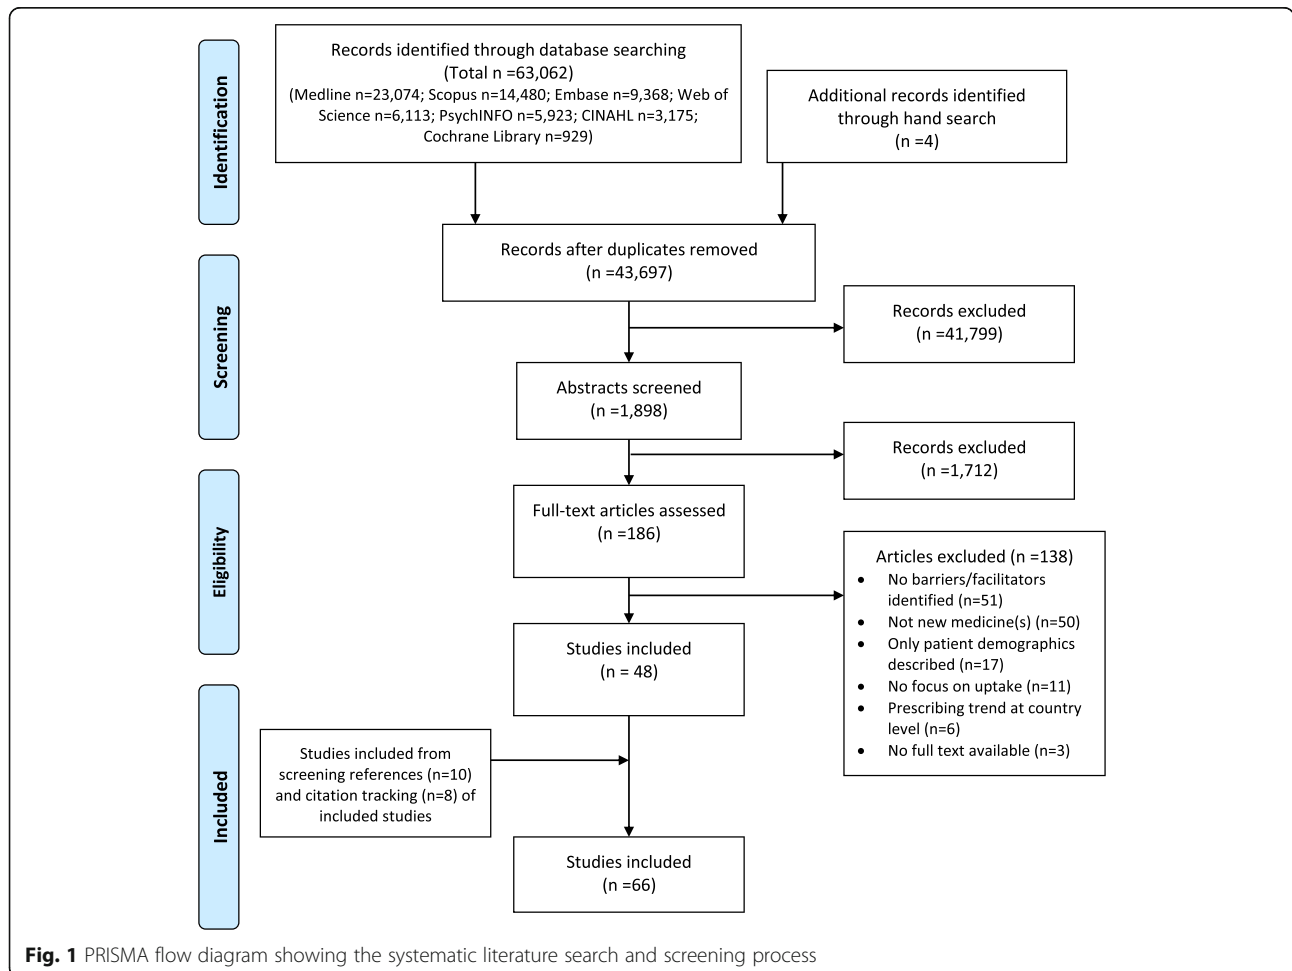 Identification
Records identified through database searching
(Total n =63,062)
(Medline n=23,074; Scopus n=14,480; Embase n=9,368; Web of
Science n=6,113; PsychINFO n=5,923; CINAHL n=3,175;
Cochrane Library n=929)
Additional records identified
through hand search
(n =4)
Records after duplicates removed
(n =43,697)
Screening
Records excluded
(n =41,799)
Abstracts screened
(n =1,898)
Records excluded
(n =1,712)
Eligibility
Full-text articles assessed
(n =186)
Articles excluded (n =138)
• No barriers/facilitators
identified (n=51)
• Not new medicine(s) (n=50)
• Only patient demographics
described (n=17)
• No focus on uptake (n=11)
• Prescribing trend at country
level (n=6)
• No full text available (n=3)
Studies included
(n = 48)
Included
Studies included from
screening references (n=10)
and citation tracking (n=8) of
included studies
Studies included
(n =66)
Fig. 1 PRISMA flow diagram showing the systematic literature search and screening process